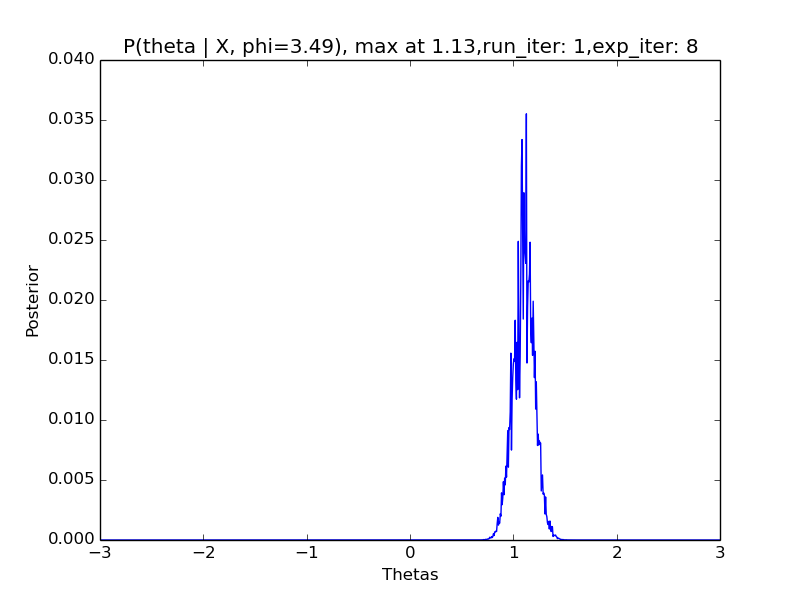 P(theta | X, phi=3.49), max at 1.13,run_iter: 1,exp_iter: 8
0.040
0.035
0.030
0.025
0.020
0.015
0.010
0.005
0.000
Posterior
−3 −2 −1 0 1 2 3
Thetas